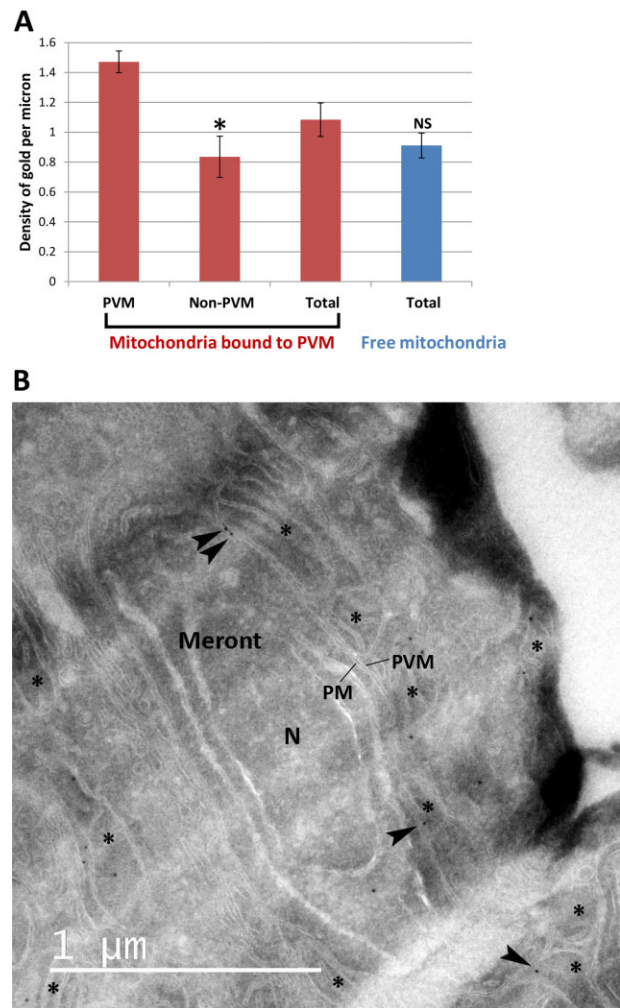 A
Density of gold per micron
1.6
1.4
1.2
1
0.8
0.6
0.4
0.2
0
*
NS
PVM Non-PVM Total Total
Mitochondria bound to PVM Free mitochondria
B
*
*
Meront
*
*
PVM
PM
*
N
*
*
*
1 μm
*
*
*